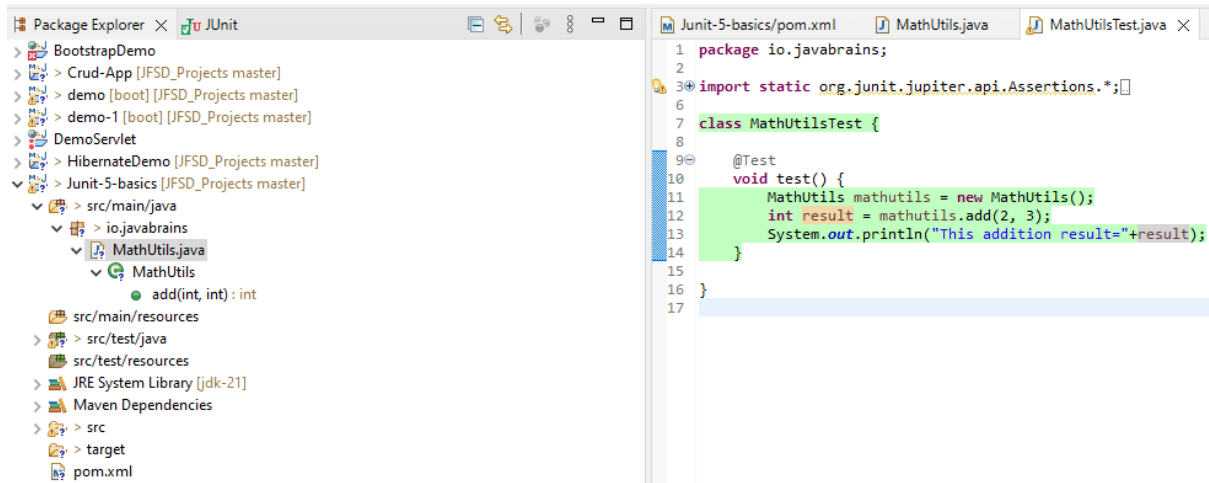 Package Explorer
JUnit
BootstrapDemo
> Crud-App [JFSD_Projects master]
> demo [boot] [JFSD_Projects master]
> demo-1 [boot] [JFSD_Projects master]
DemoServlet
> HibernateDemo [JFSD_Projects master]
> Junit-5-basics [JFSD_Projects master]
> src/main/java
> io.javabrains
MathUtils.java
MathUtils
add(int, int) : int
src/main/resources
> src/test/java
src/test/resources
JRE System Library [jdk-21]
Maven Dependencies
> src
> target
pom.xml
Junit-5-basics/pom.xml
MathUtils.java
MathUtilsTest.java
1 package io.javabrains;
2
3 import static org.junit.jupiter.api.Assertions.*;
6
7 class MathUtilsTest {
8
9 @Test
10 void test() {
11 MathUtils mathutils = new MathUtils();
12 int result = mathutils.add(2, 3);
13 System.out.println("This addition result="+result);
14 }
15
16 }
17